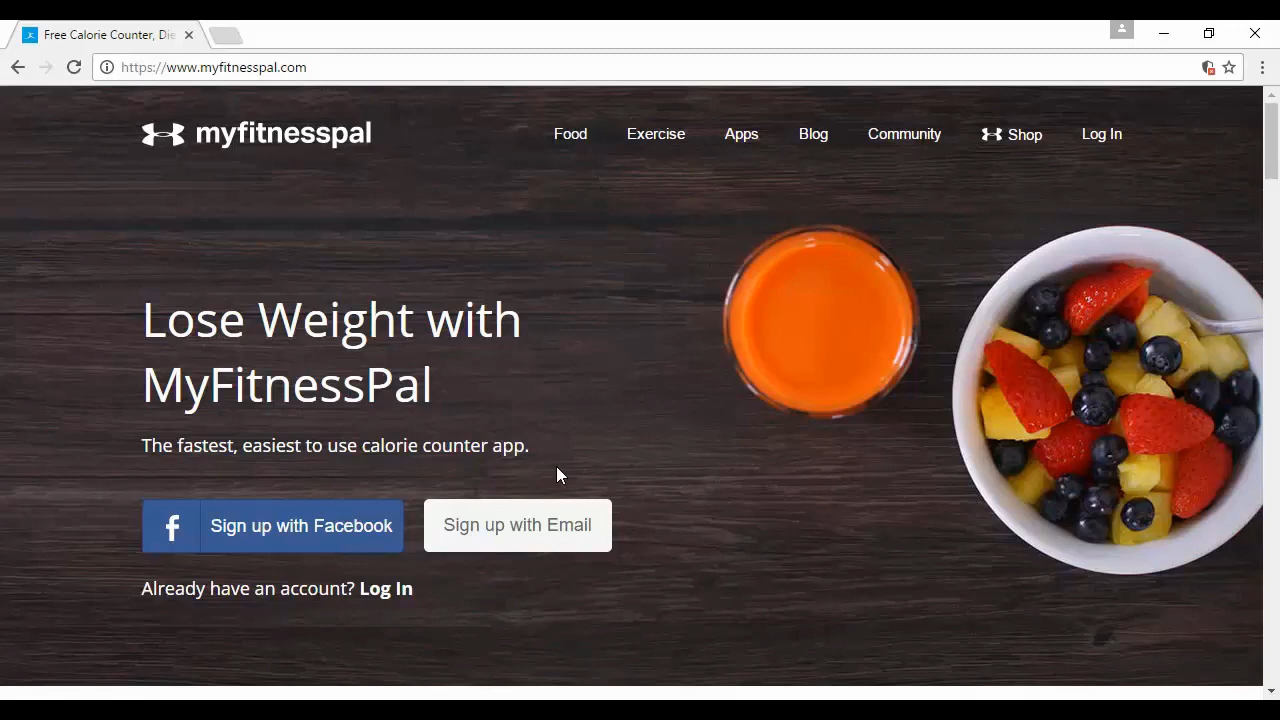 Free Calorie Counter, Die
https://www.myfitnesspal.com
myfitnesspal
Food Exercise Apps Blog Community Shop Log In
Lose Weight with
MyFitnessPal
The fastest, easiest to use calorie counter app.
f Sign up with Facebook Sign up with Email
Already have an account? Log In